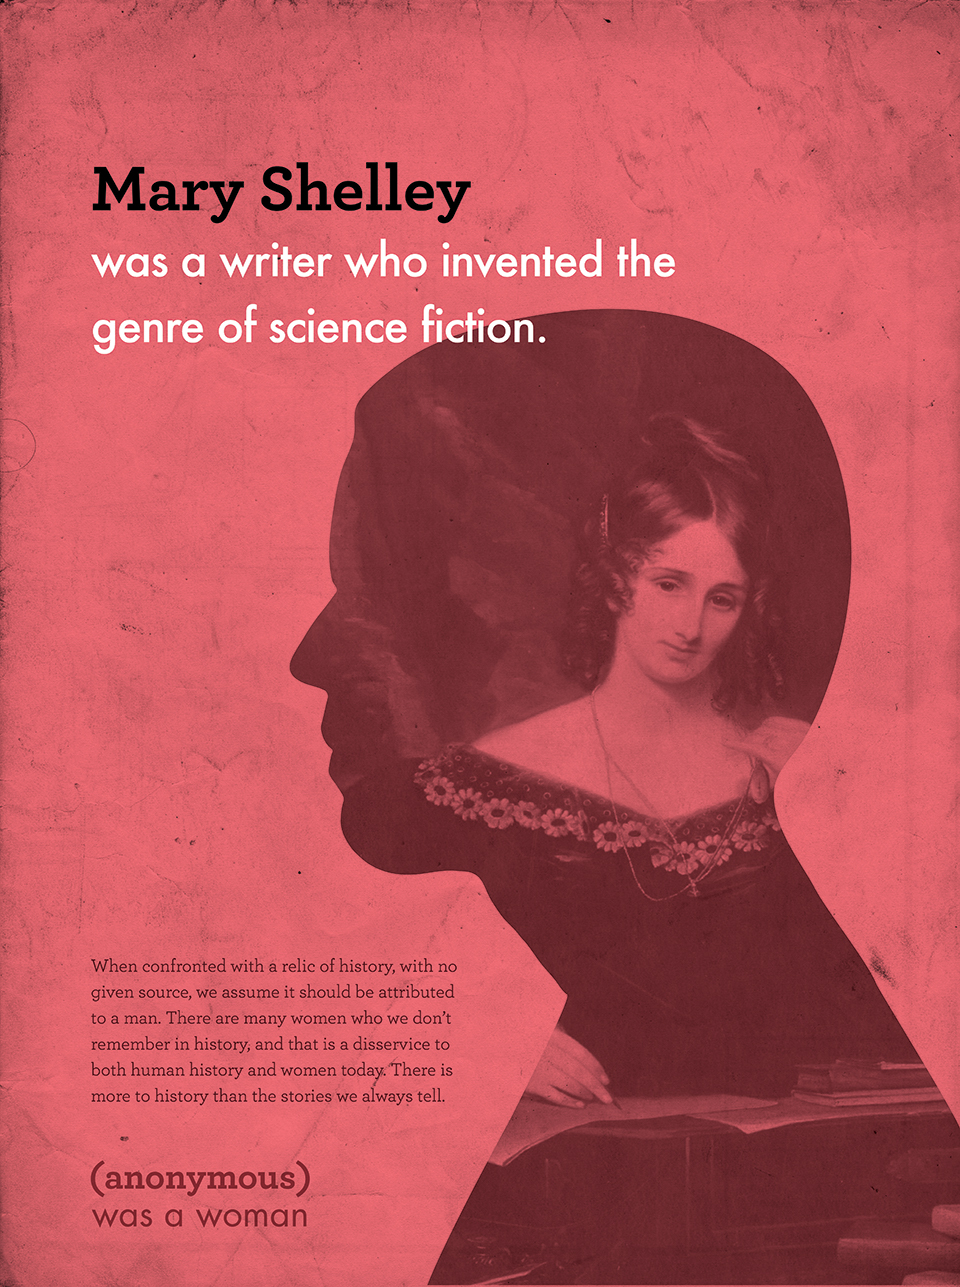 Mary Shelley
was a writer who invented the
genre of science fiction.
When confronted with a relic of history, with no
given source, we assume it should be attributed
to a man. There are many women who we don't
remember in history, and that is a disservice to
both human history and women today. There is
more to history than the stories we always tell.
(anonymous)
was a woman